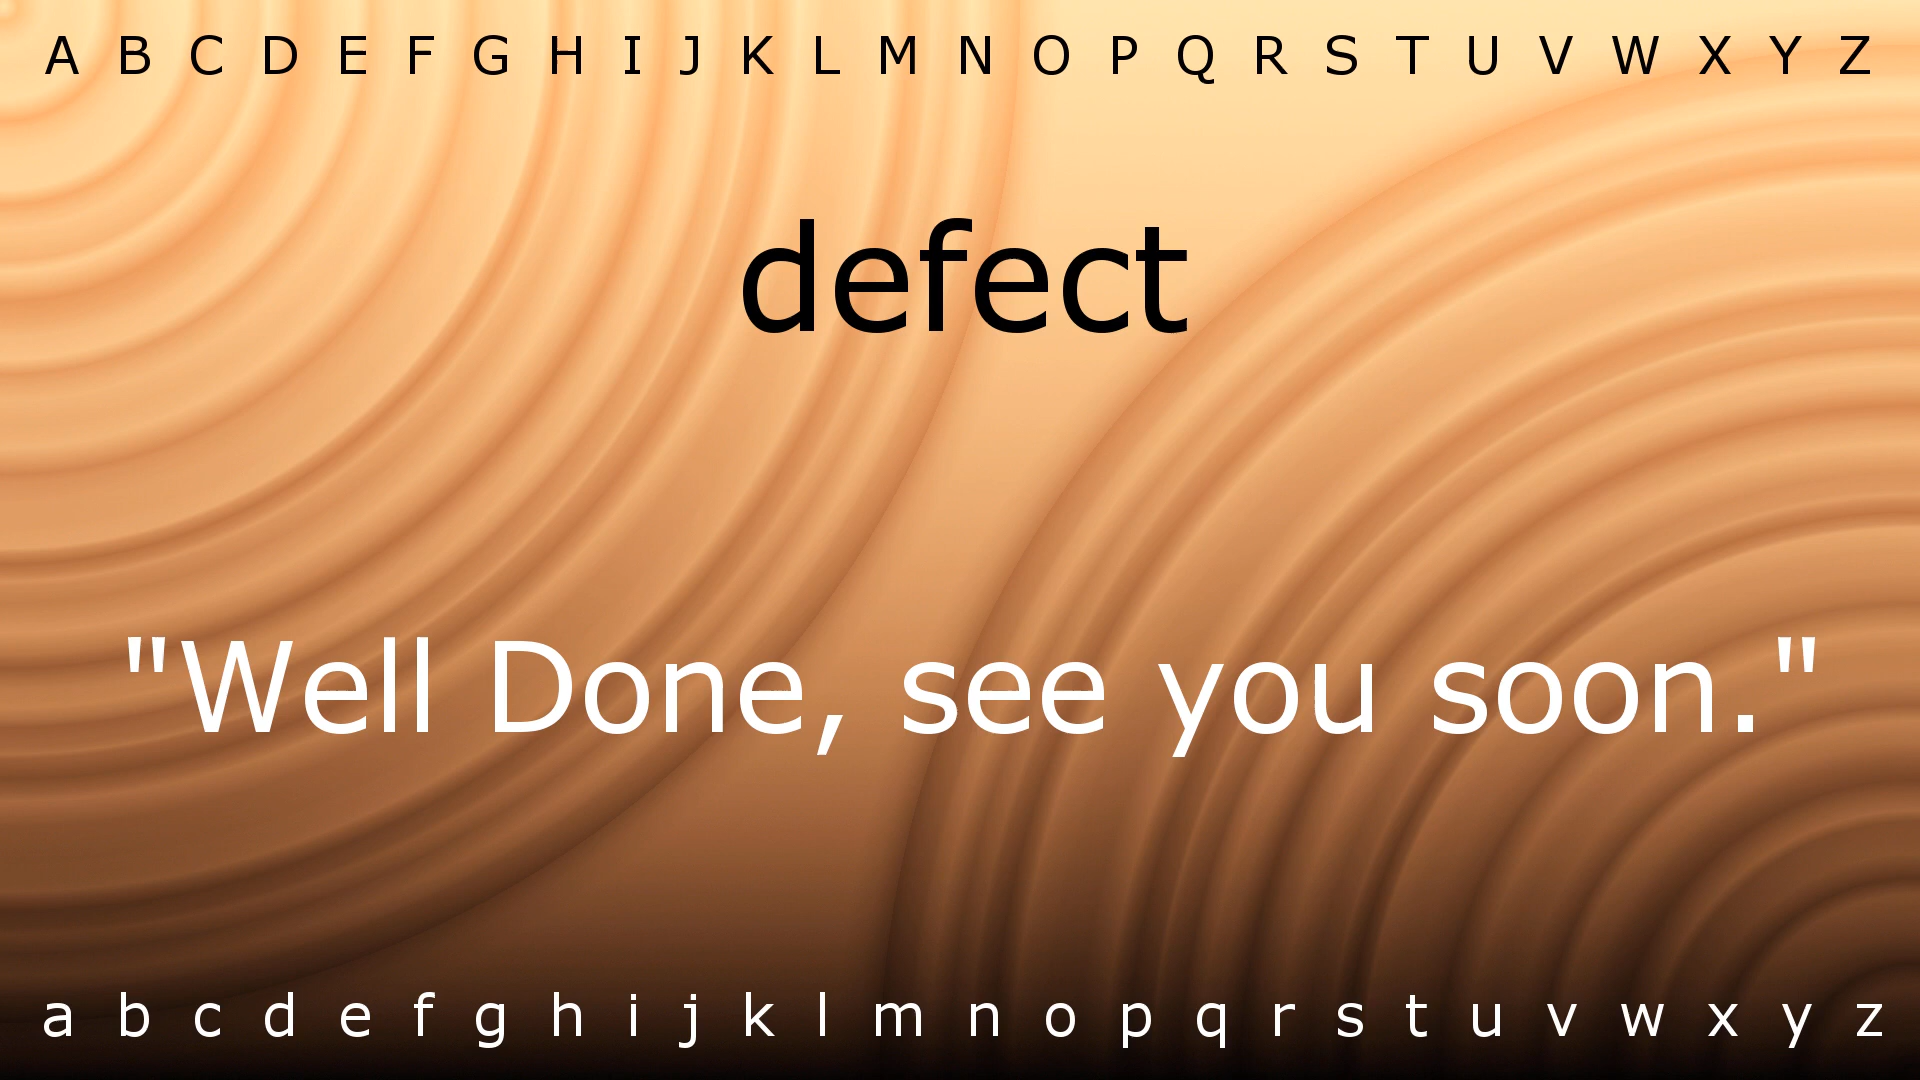 A B C D E F G H I J K L M N O P Q R S T U V W X Y Z
defect
"Well Done, see you soon."
a b c d e f g h i j k l m n o p q r s t u v w x y z